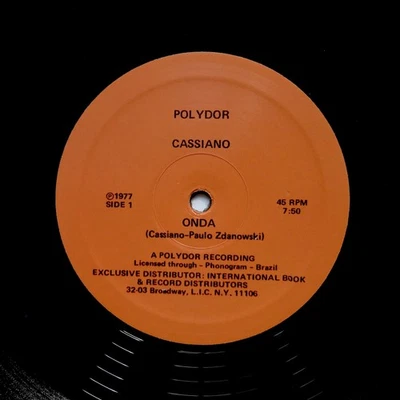 POLYDOR
CASSIANO
℗1977
SIDE 1
45 RPM
7:50
ONDA
(Cassiano-Paulo Zdanowski)
A POLYDOR RECORDING
Licensed through - Phonogram - Brazil
EXCLUSIVE DISTRIBUTOR: INTERNATIONAL BOOK
& RECORD DISTRIBUTORS
32-03 Broadway, L.I.C. N.Y. 11106